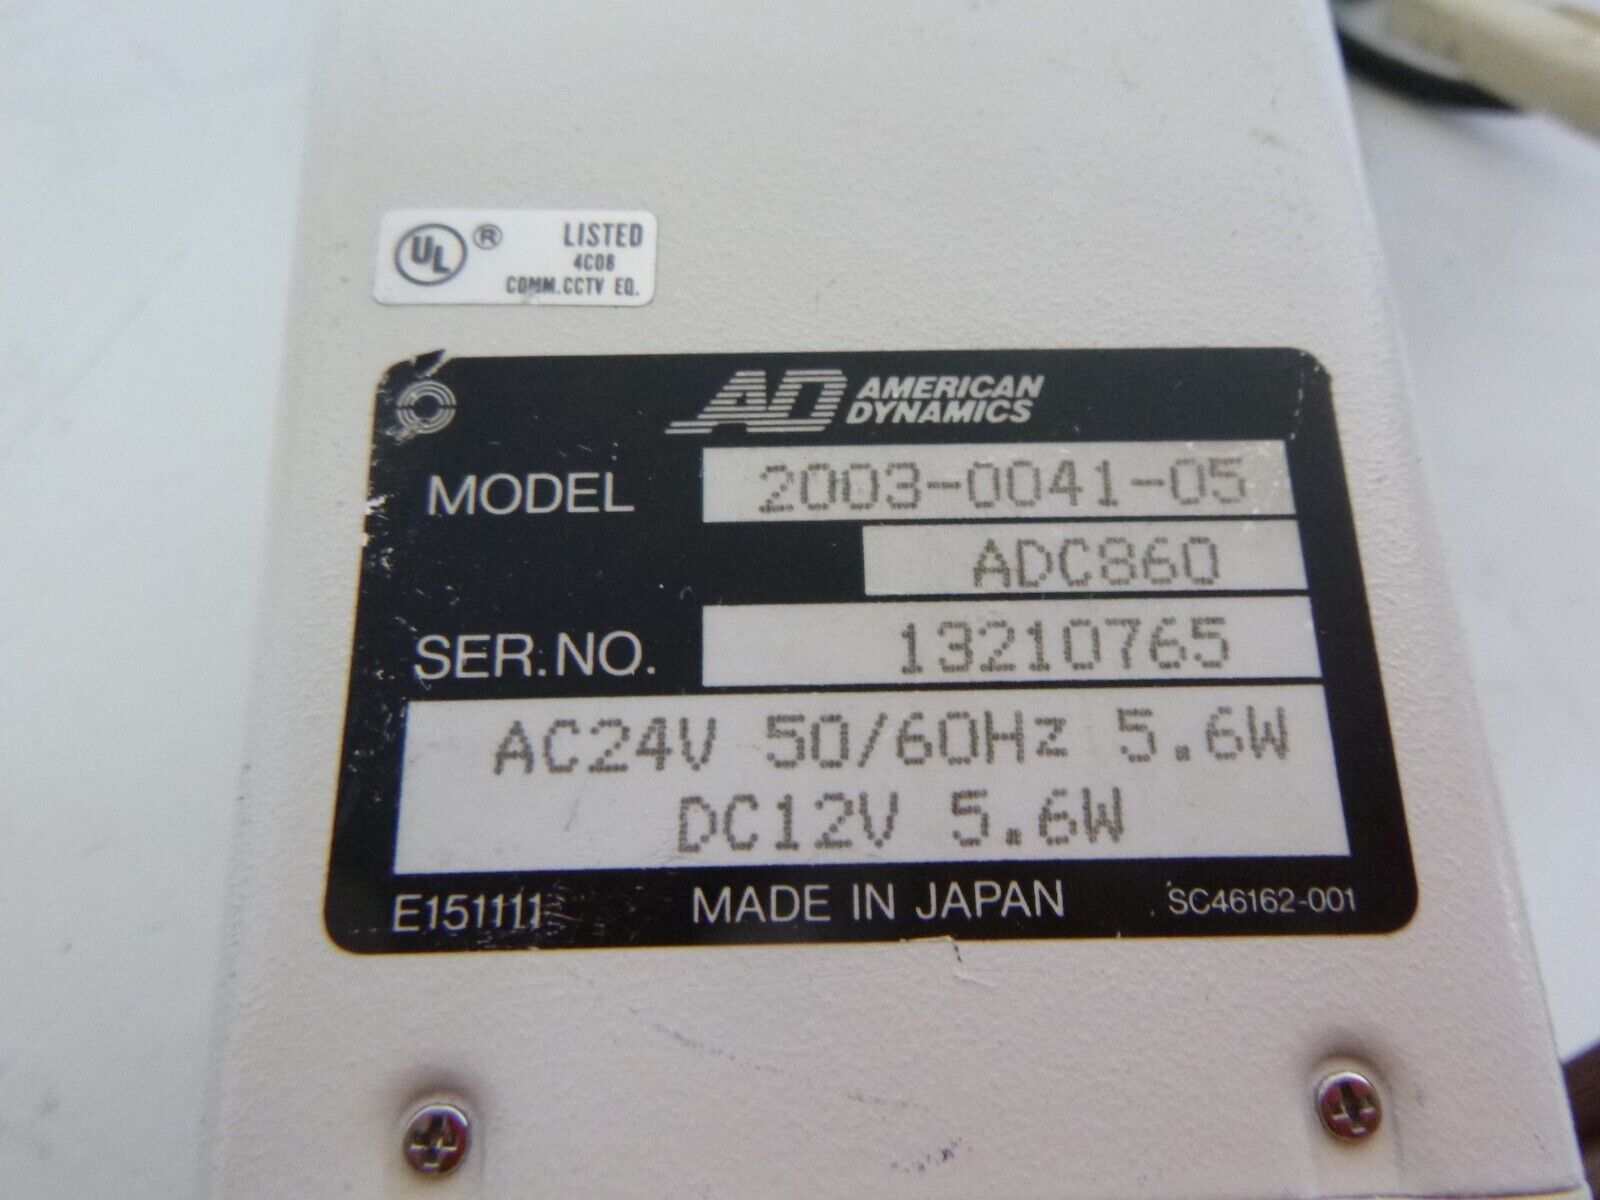 UL ® LISTED
4C08
COMM.CCTV EQ.
AD AMERICAN
DYNAMICS
MODEL 2003-0041-05
ADC860
SER.NO. 13210765
AC24V 50/60Hz 5.6W
DC12V 5.6W
E151111 MADE IN JAPAN SC46162-001